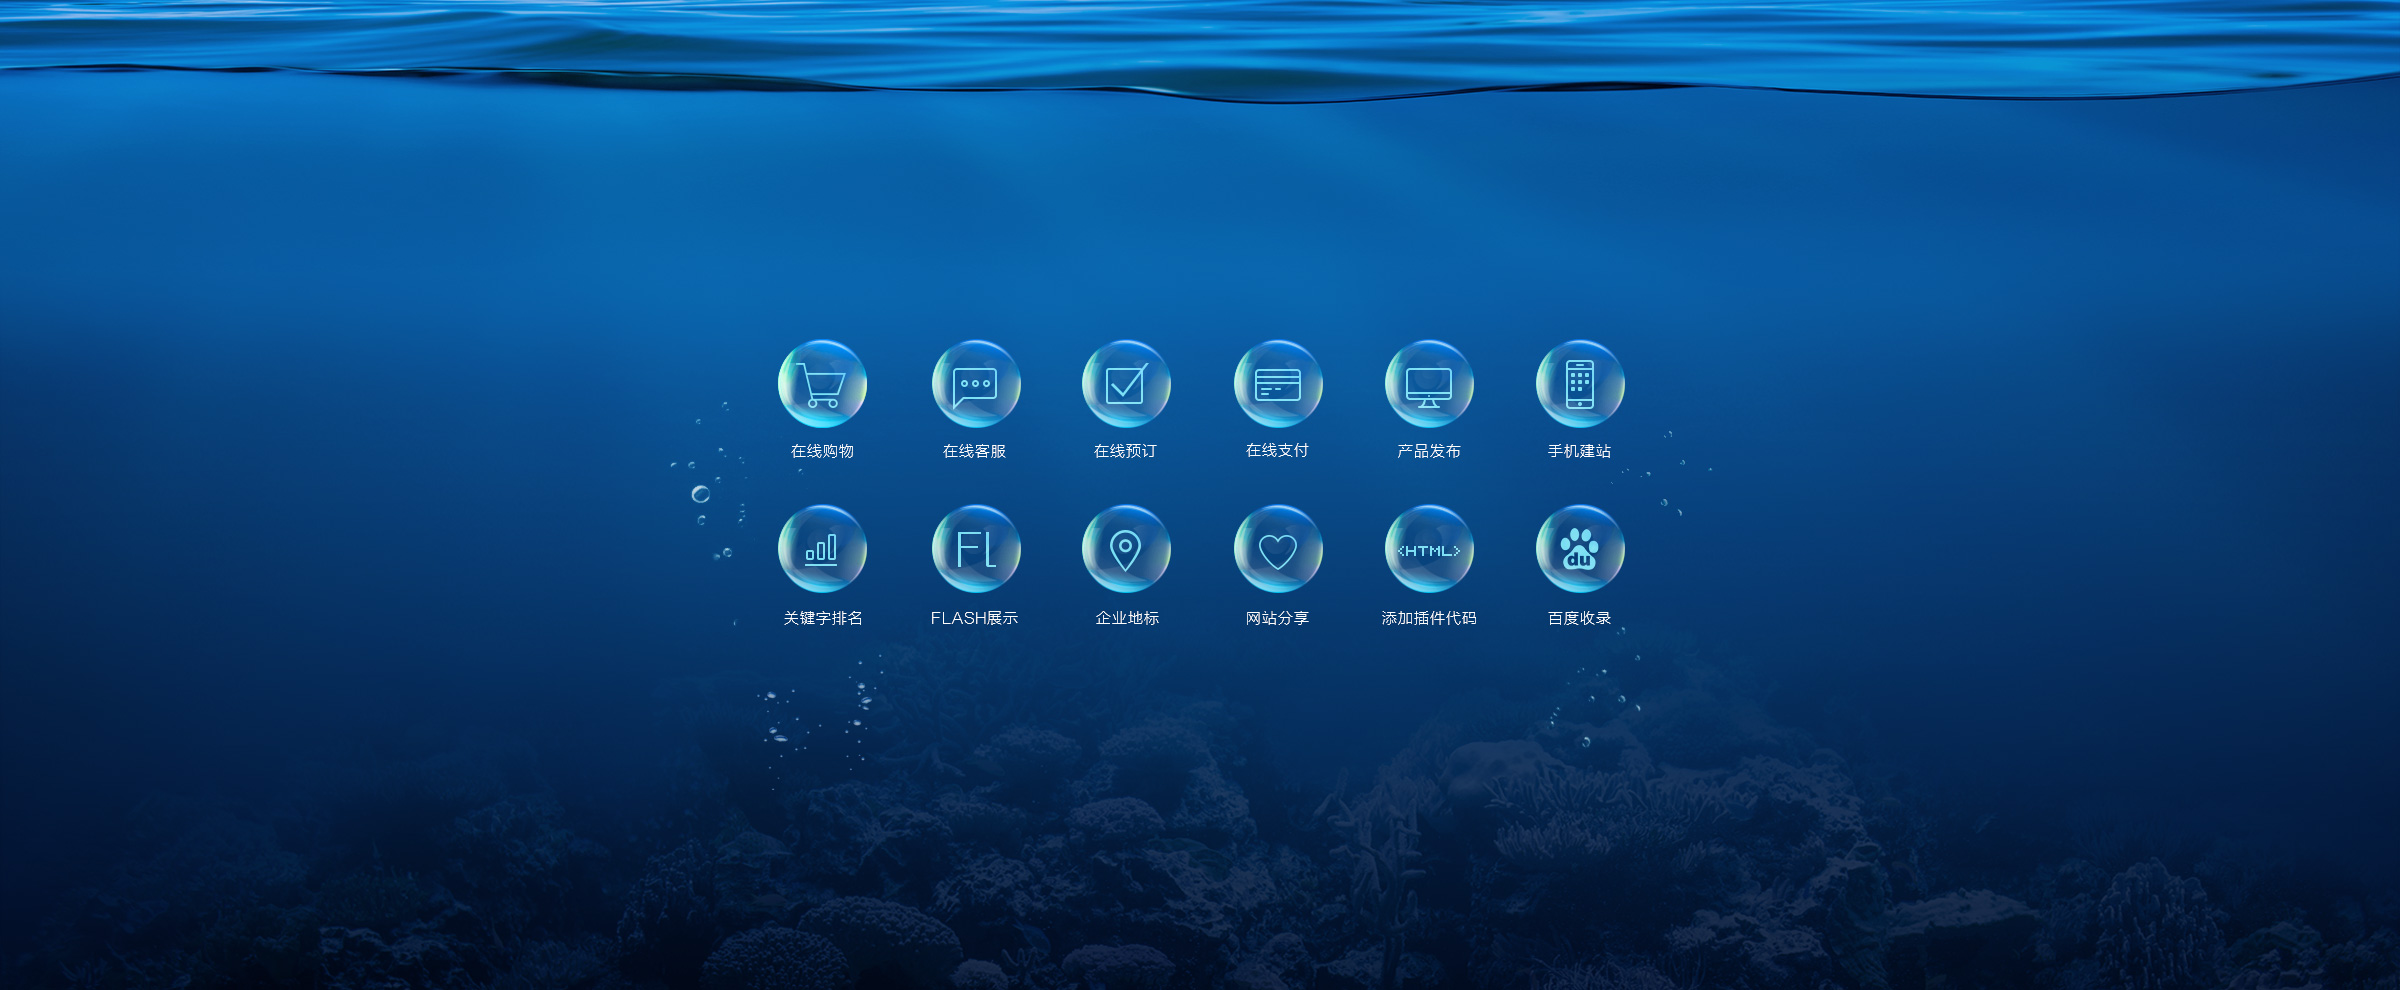 在线购物
在线客服
在线预订
在线支付
产品发布
手机建站
Fl
<HTML>
du
关键字排名
FLASH展示
企业地标
网站分享
添加插件代码
百度收录